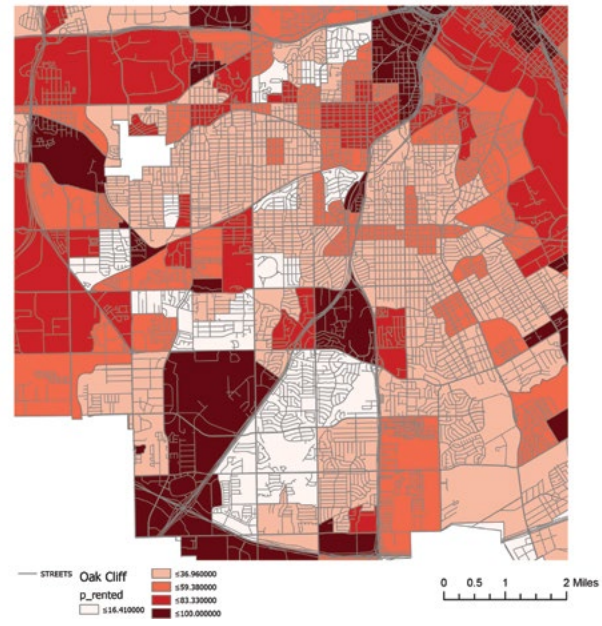 STREETS Oak Cliff
p_rented
≤16.410000
≤36.960000
≤59.380000
≤83.330000
≤100.000000
0 0.5 1 2 Miles